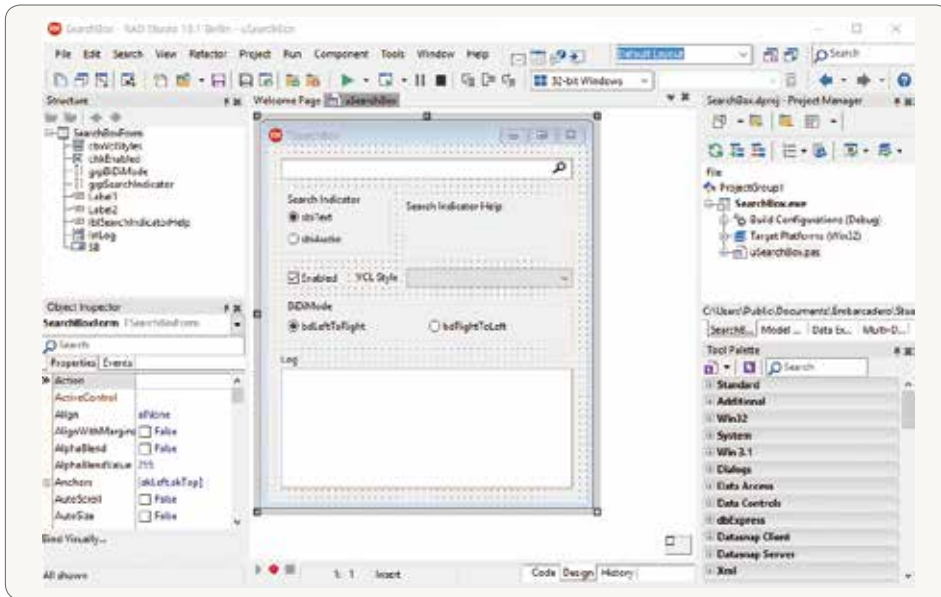 SearchBox - RAD Studio 10.1 Berlin - uSearchBox
File Edit Search View Refactor Project Run Component Tools Window Help
Default Layout
Search
32-bit Windows
Structure
SearchBoxForm
cbxVclStyles
chkEnabled
grpBiDiMode
grpSearchIndicator
Label1
Label2
lblSearchIndicatorHelp
lstLog
SB
Object Inspector
SearchBoxForm TSearchBoxForm
Search
Properties Events
Action
ActiveControl
Align alNone
AlignWithMargins False
AlphaBlend False
AlphaBlendValue 255
Anchors [akLeft,akTop]
AutoScroll False
AutoSize False
Bind Visually...
All shown
Welcome Page uSearchBox
TSearchBox
Search Indicator
sbiText
sbiAudio
Search Indicator Help
Enabled VCL Style
BiDiMode
bdLeftToRight
bdRightToLeft
Log
1: 1 Insert
Code Design History
SearchBox.dproj - Project Manager
File
ProjectGroup1
SearchBox.exe
Build Configurations (Debug)
Target Platforms (Win32)
uSearchBox.pas
C:\Users\Public\Documents\Embarcadero\Stu
SearchB... Model ... Data Ex... Multi-D...
Tool Palette
Search
Standard
Additional
Win32
System
Win 3.1
Dialogs
Data Access
Data Controls
dbExpress
Datasnap Client
Datasnap Server
Xml